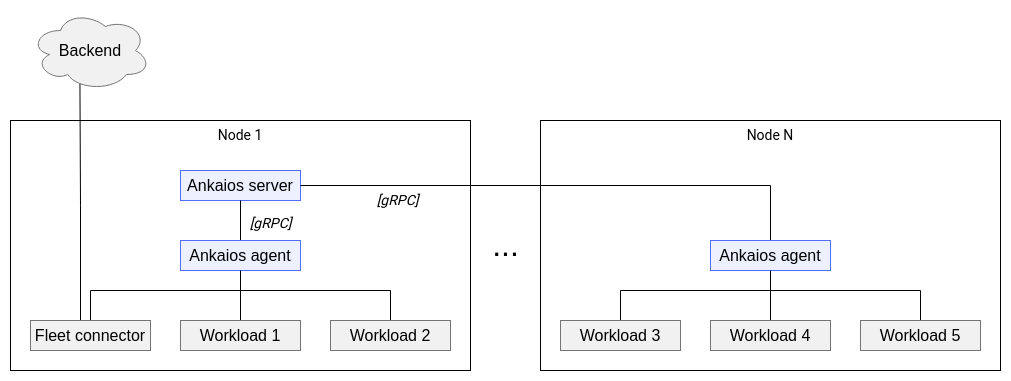 Backend
Node 1
Node N
Ankaios server
[gRPC]
[gRPC]
Ankaios agent
...
Ankaios agent
Fleet connector
Workload 1
Workload 2
Workload 3
Workload 4
Workload 5